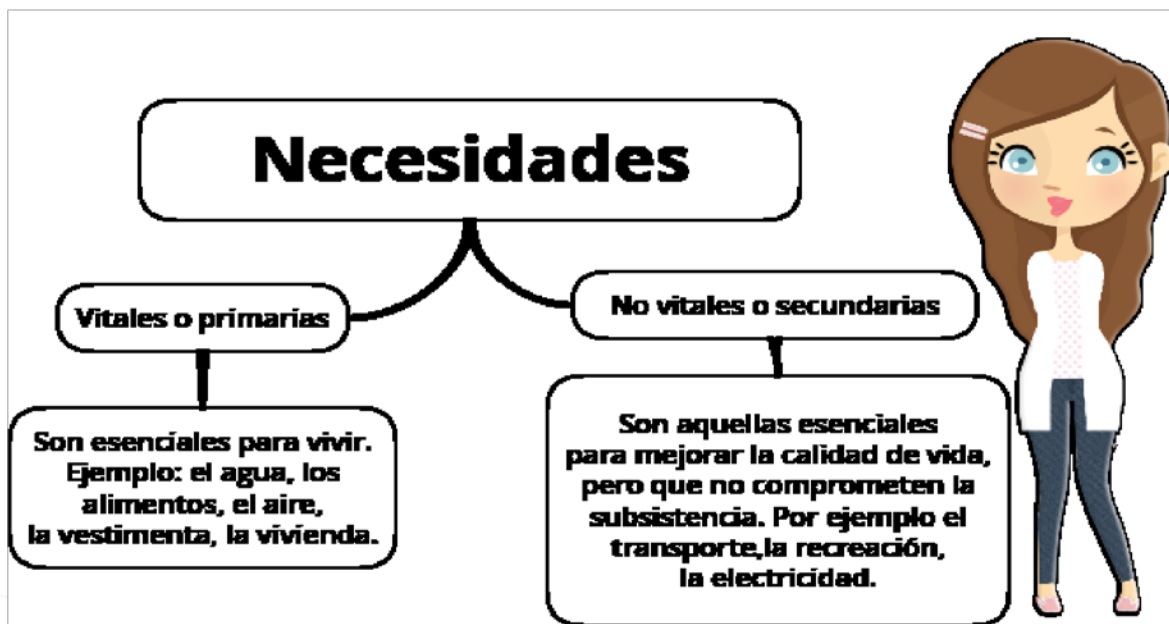 Necesidades
Vitales o primarias
No vitales o secundarias
Son esenciales para vivir.
Ejemplo: el agua, los
alimentos, el aire,
la vestimenta, la vivienda.
Son aquellas esenciales
para mejorar la calidad de vida,
pero que no comprometen la
subsistencia. Por ejemplo el
transporte,la recreación,
la electricidad.